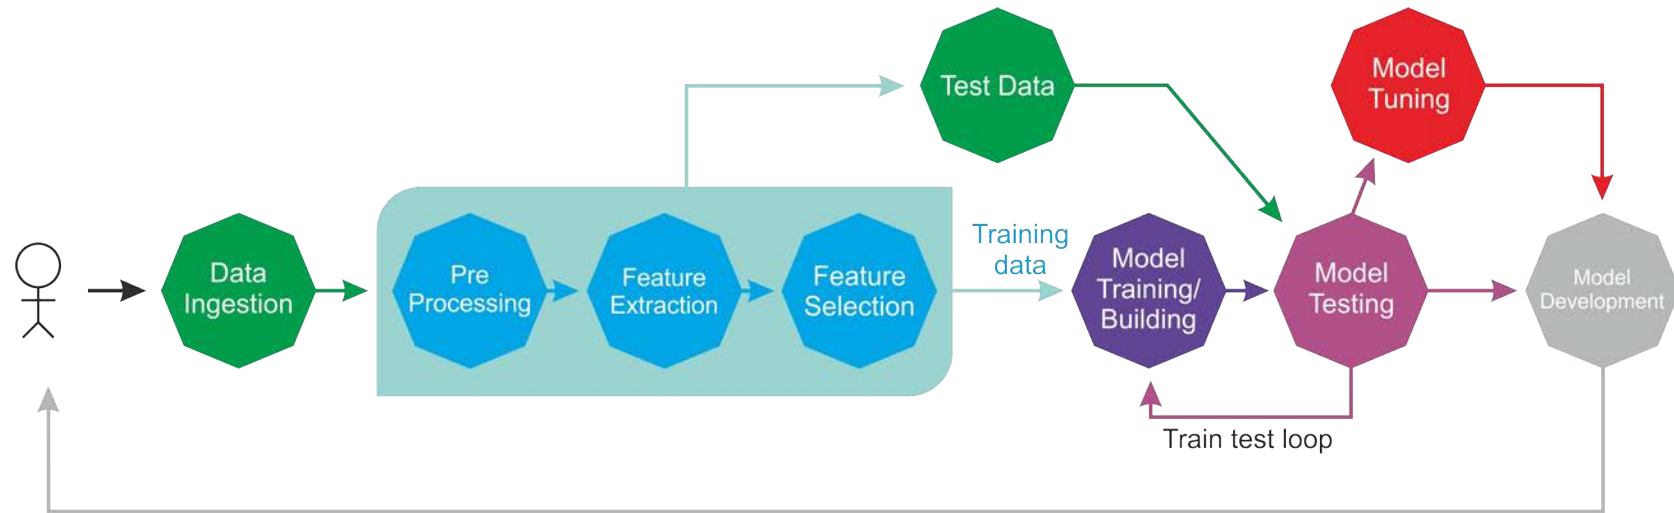 Test Data
Model
Tuning
Data
Ingestion
Pre
Processing
Feature
Extraction
Feature
Selection
Training
data
Model
Training/
Building
Model
Testing
Model
Development
Train test loop